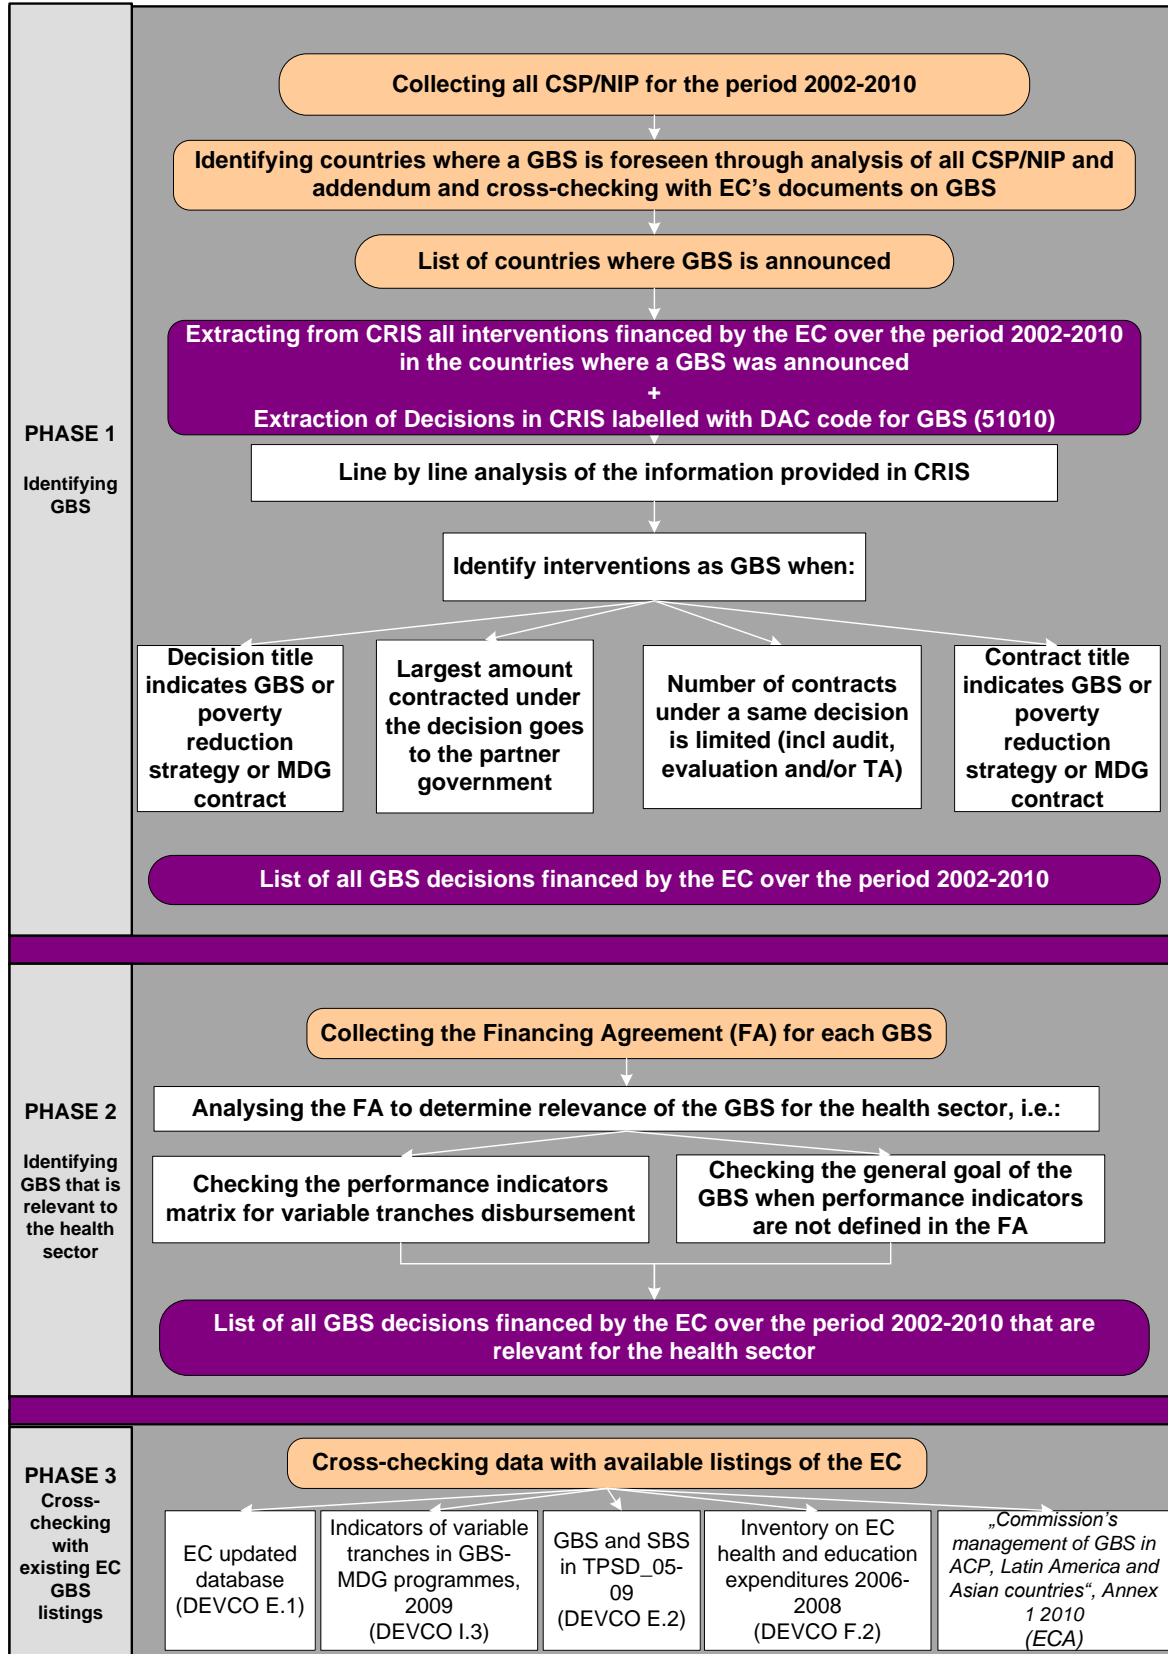 Collecting all CSP/NIP for the period 2002-2010
Identifying countries where a GBS is foreseen through analysis of all CSP/NIP and
addendum and cross-checking with EC's documents on GBS
List of countries where GBS is announced
Extracting from CRIS all interventions financed by the EC over the period 2002-2010
in the countries where a GBS was announced
+
Extraction of Decisions in CRIS labelled with DAC code for GBS (51010)
PHASE 1
Identifying
GBS
Line by line analysis of the information provided in CRIS
Identify interventions as GBS when:
Decision title
indicates GBS or
poverty
reduction
strategy or MDG
contract
Largest amount
contracted under
the decision goes
to the partner
government
Number of contracts
under a same decision
is limited (incl audit,
evaluation and/or TA)
Contract title
indicates GBS or
poverty
reduction
strategy or MDG
contract
List of all GBS decisions financed by the EC over the period 2002-2010
PHASE 2
Identifying
GBS that is
relevant to
the health
sector
Collecting the Financing Agreement (FA) for each GBS
Analysing the FA to determine relevance of the GBS for the health sector, i.e.:
Checking the performance indicators
matrix for variable tranches disbursement
Checking the general goal of the
GBS when performance indicators
are not defined in the FA
List of all GBS decisions financed by the EC over the period 2002-2010 that are
relevant for the health sector
PHASE 3
Cross-
checking
with
existing EC
GBS
listings
Cross-checking data with available listings of the EC
EC updated
database
(DEVCO E.1)
Indicators of variable
tranches in GBS-
MDG programmes,
2009
(DEVCO I.3)
GBS and SBS
in TPSD_05-
09
(DEVCO E.2)
Inventory on EC
health and education
expenditures 2006-
2008
(DEVCO F.2)
„Commission's
management of GBS in
ACP, Latin America and
Asian countries“, Annex
1 2010
(ECA)